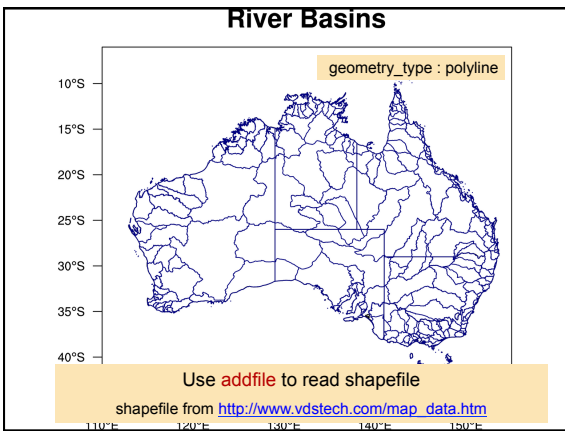 River Basins
geometry_type : polyline
10°S
15°S
20°S
25°S
30°S
35°S
40°S
Use addfile to read shapefile
shapefile from http://www.vdstech.com/map_data.htm
110°E 120°E 130°E 140°E 150°E